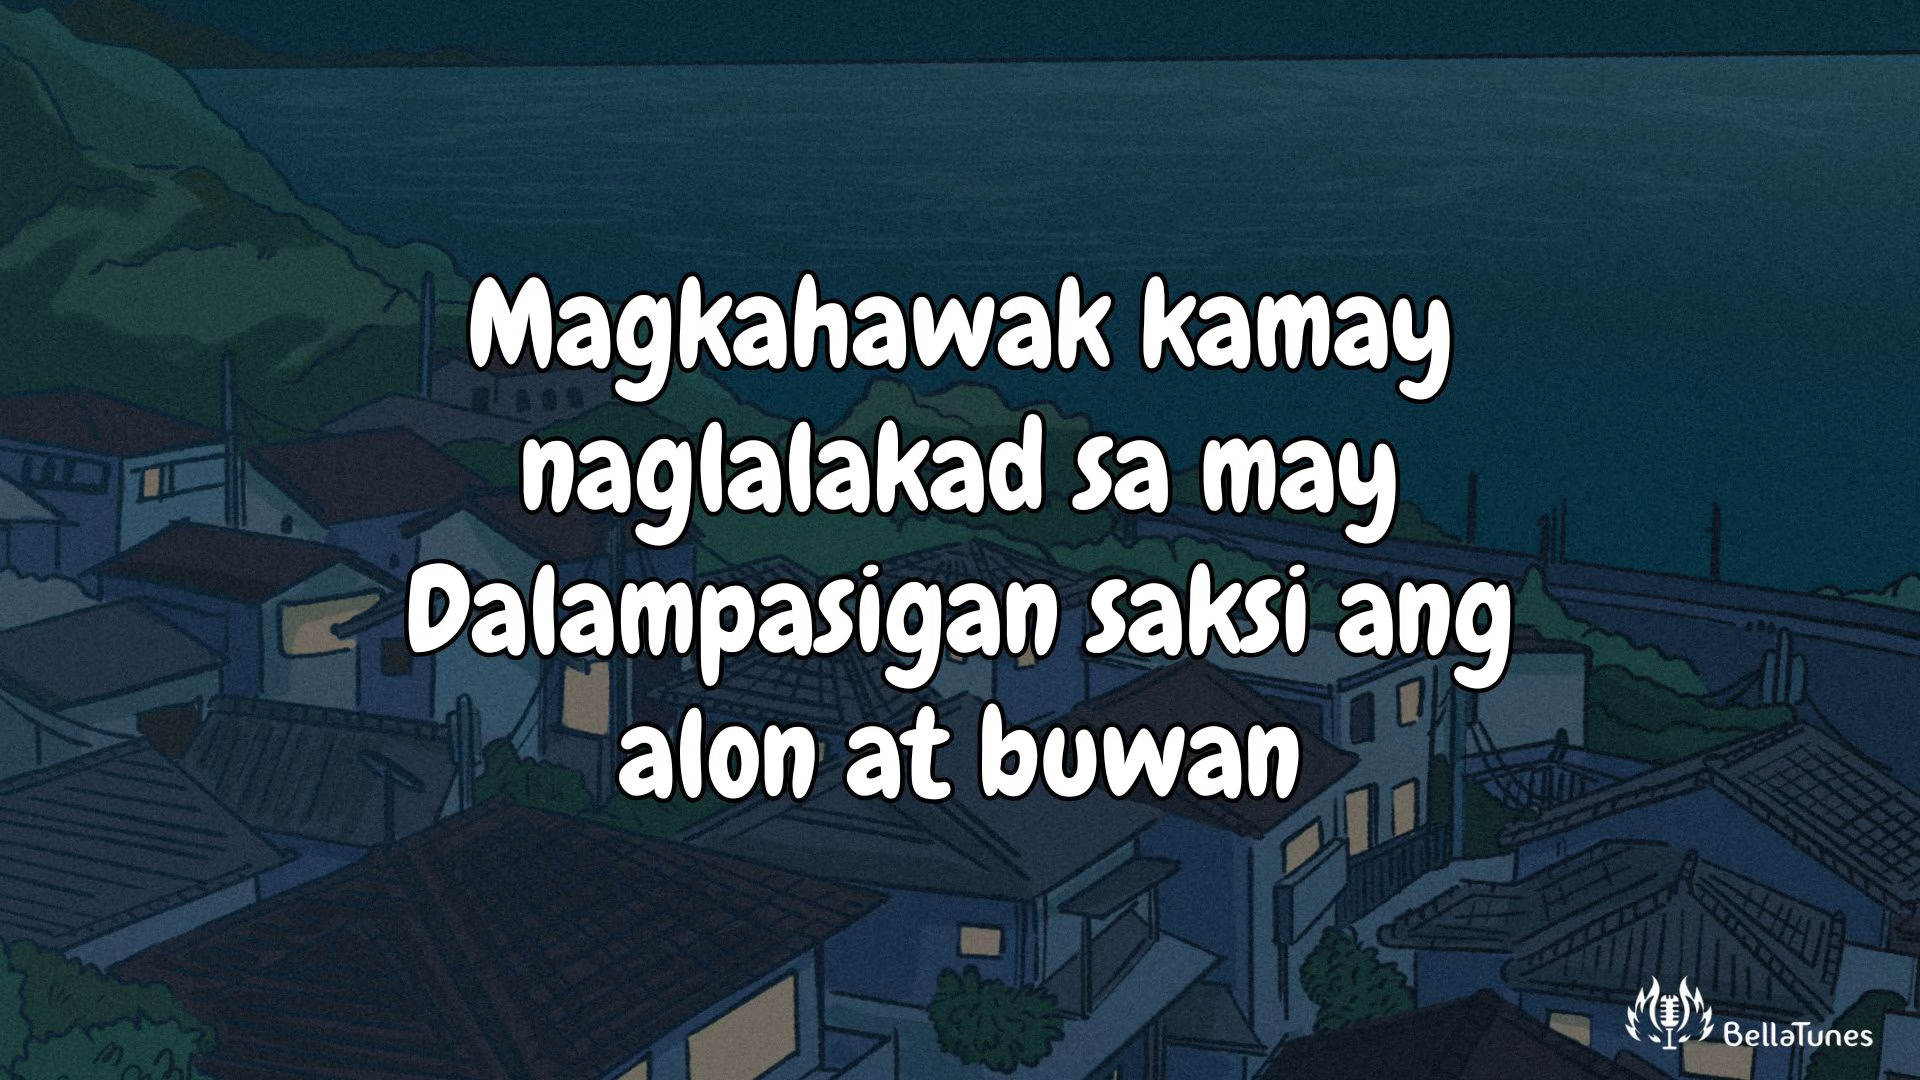 Magkahawak kamay
naglalakad sa may
Dalampasigan saksi ang
alon at buwan
BellaTunes